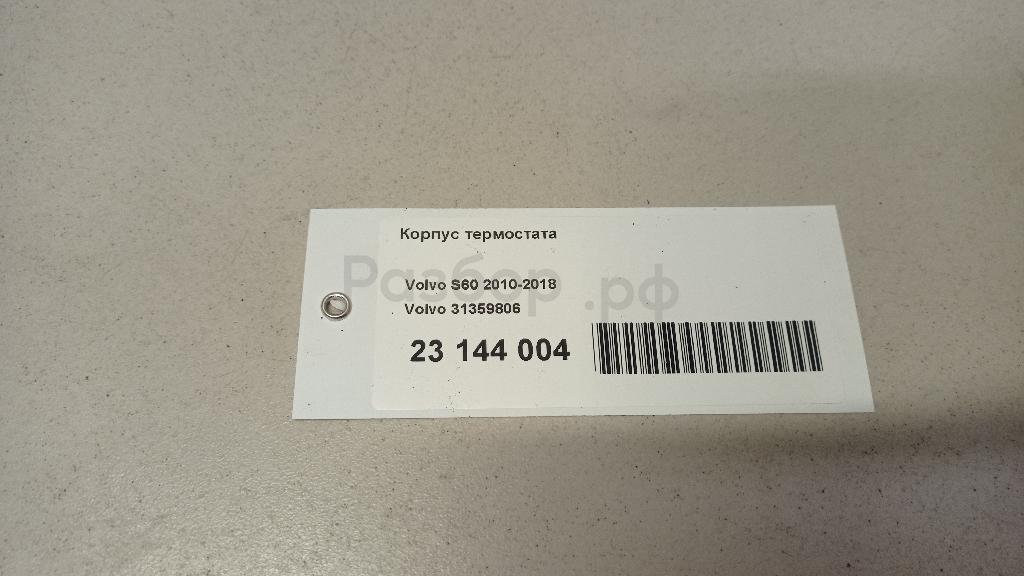 Корпус термостата
Volvo S60 2010-2018
Volvo 31359806
23 144 004
Разбор.рф